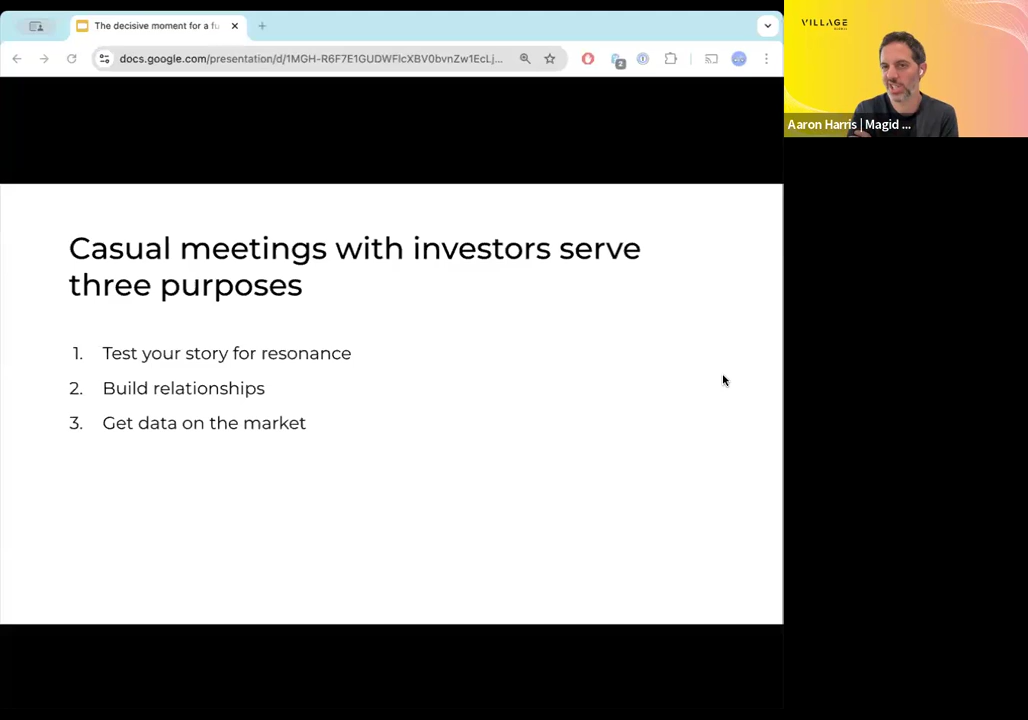 The decisive moment for a fu
docs.google.com/presentation/d/1MGH-R6F7E1GUDWFlcXBV0bvnZw1EcLj...
2
VILLAGE
Aaron Harris | Magid ...
Casual meetings with investors serve
three purposes
1. Test your story for resonance
2. Build relationships
3. Get data on the market